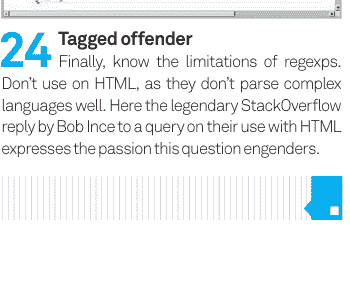 24 Tagged offender
Finally, know the limitations of regexps.
Don't use on HTML, as they don't parse complex
languages well. Here the legendary StackOverflow
reply by Bob Ince to a query on their use with HTML
expresses the passion this question engenders.